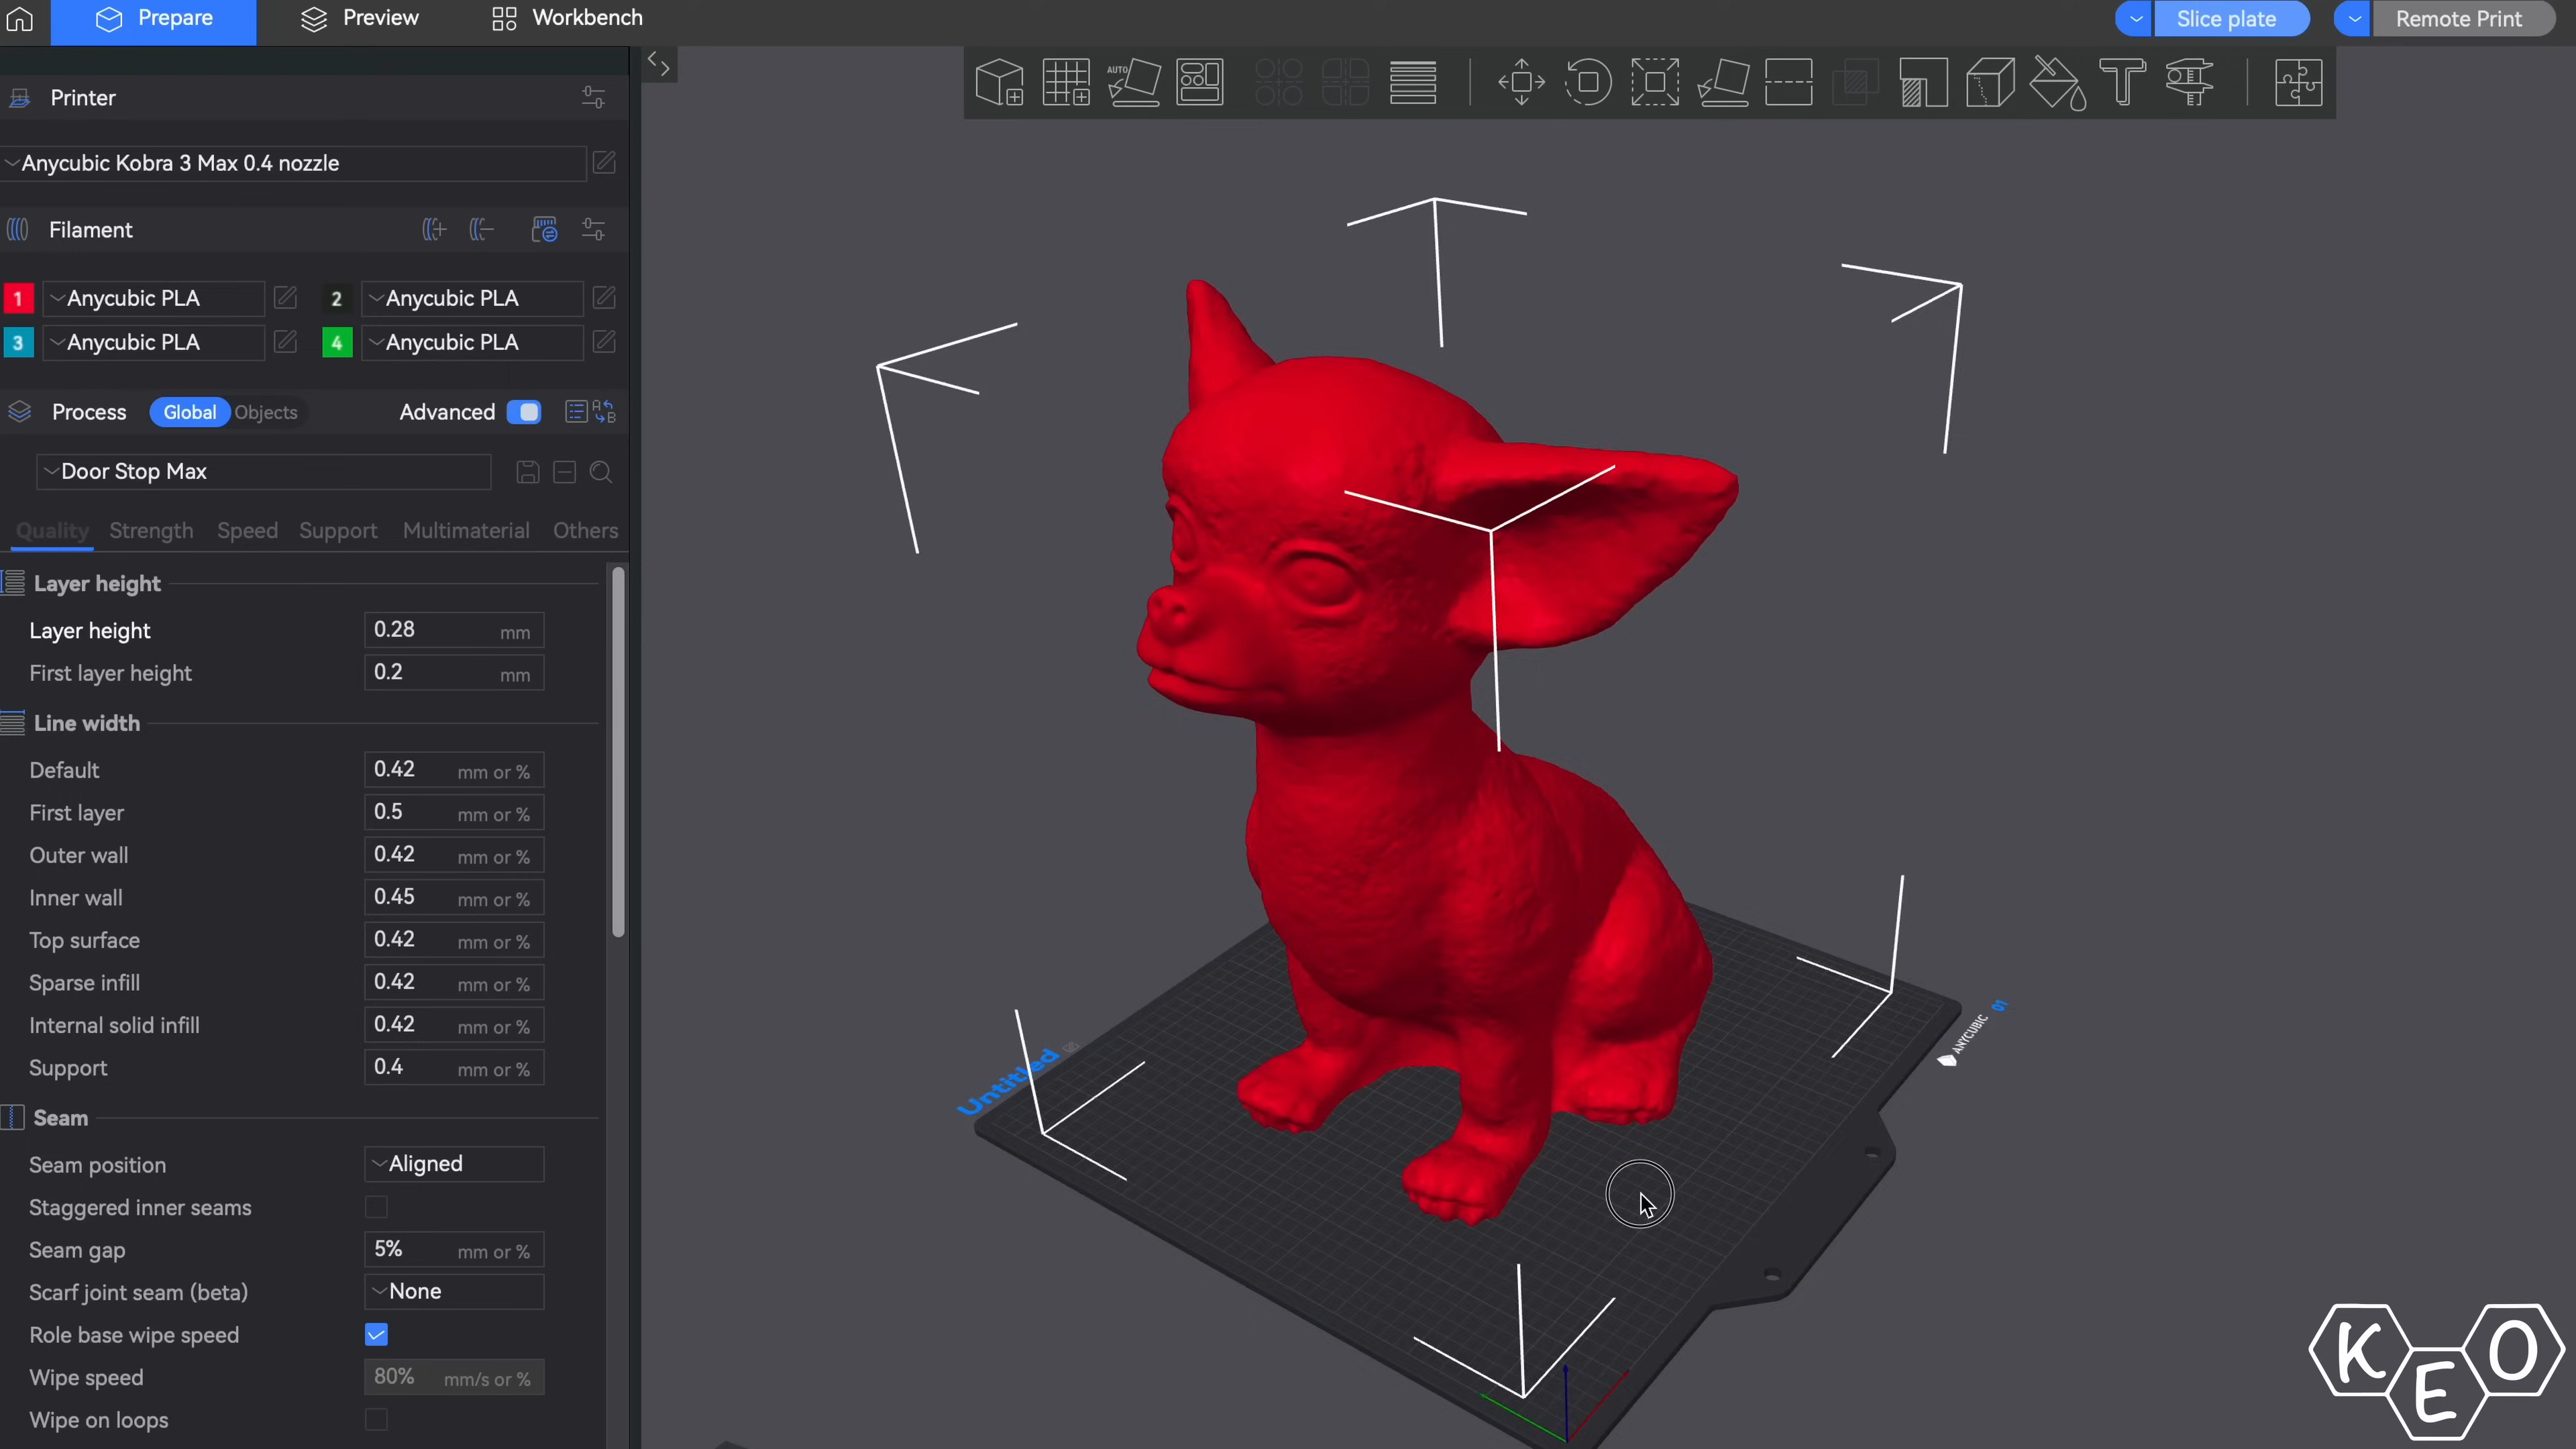 Prepare Preview Workbench Slice plate Remote Print
AUTO
Printer
Anycubic Kobra 3 Max 0.4 nozzle
Filament
1 Anycubic PLA 2 Anycubic PLA
3 Anycubic PLA 4 Anycubic PLA
Process Global Objects Advanced A B
Door Stop Max
Quality Strength Speed Support Multimaterial Others
Layer height
Layer height 0.28 mm
First layer height 0.2 mm
Line width
Default 0.42 mm or %
First layer 0.5 mm or %
Outer wall 0.42 mm or %
Inner wall 0.45 mm or %
Top surface 0.42 mm or %
Sparse infill 0.42 mm or %
Internal solid infill 0.42 mm or %
Support 0.4 mm or %
Seam
Seam position Aligned
Staggered inner seams
Seam gap 5% mm or %
Scarf joint seam (beta) None
Role base wipe speed
Wipe speed 80% mm/s or %
Wipe on loops
Untitled
ANYCUBIC 01
KEO